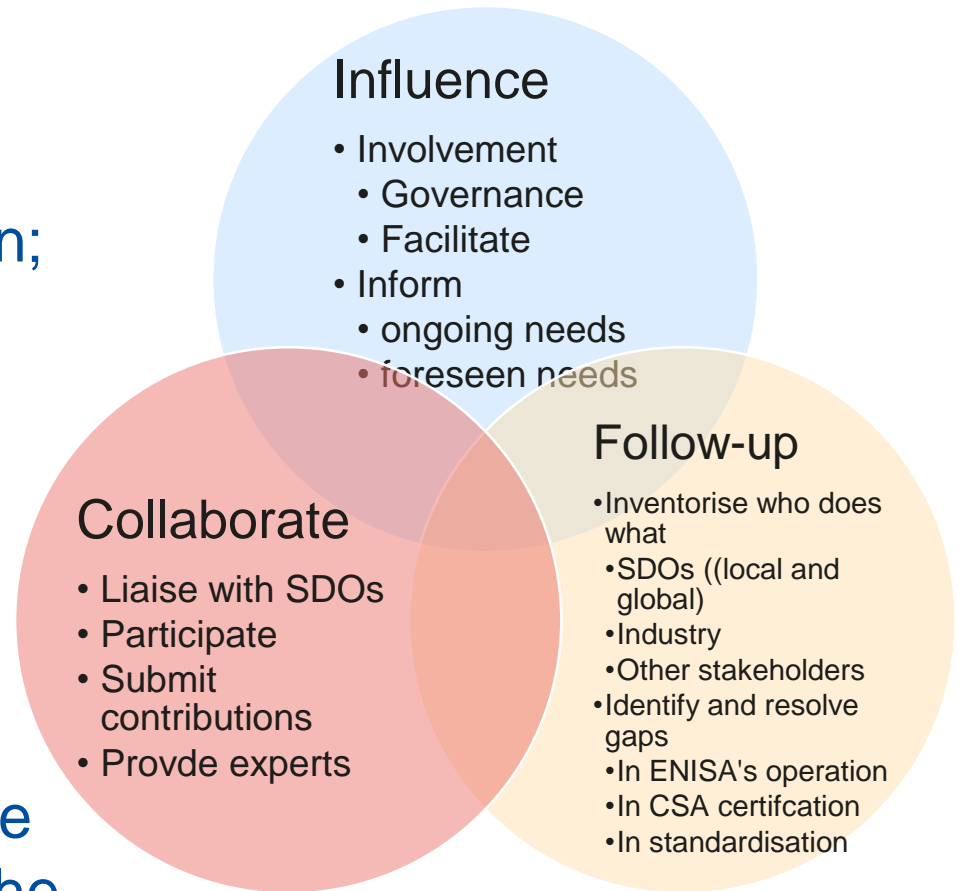 Influence
• Involvement
• Governance
• Facilitate
• Inform
• ongoing needs
• foreseen needs
n;
Follow-up
•Inventorise who does
what
•SDOs ((local and
global)
•Industry
•Other stakeholders
•Identify and resolve
gaps
•In ENISA's operation
•In CSA certifcation
•In standardisation
Collaborate
• Liaise with SDOs
• Participate
• Submit
contributions
• Provde experts
e
he